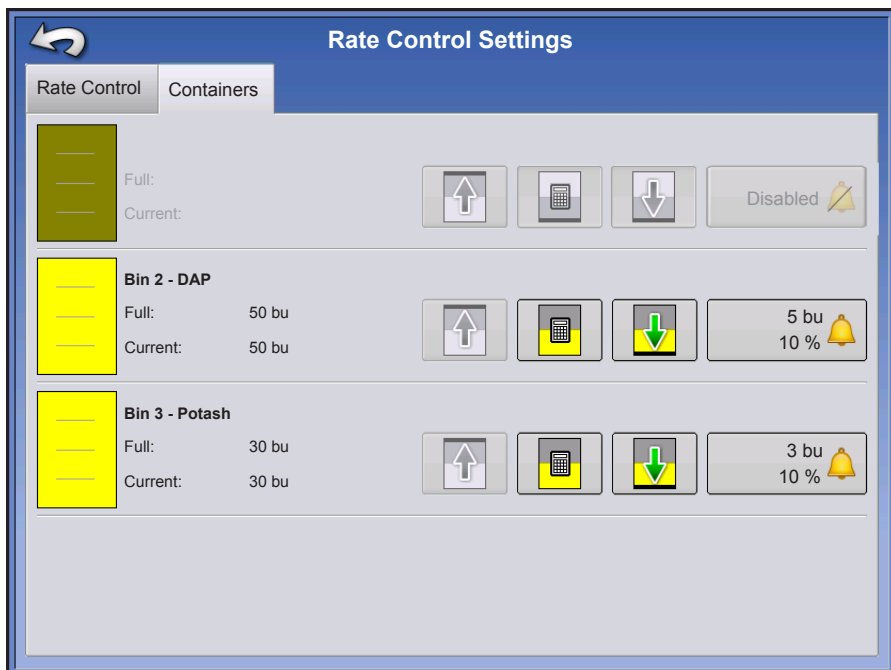 Rate Control Settings
Rate Control Containers
Full:
Current:
Disabled
Bin 2 - DAP
Full: 50 bu
Current: 50 bu
5 bu
10 %
Bin 3 - Potash
Full: 30 bu
Current: 30 bu
3 bu
10 %